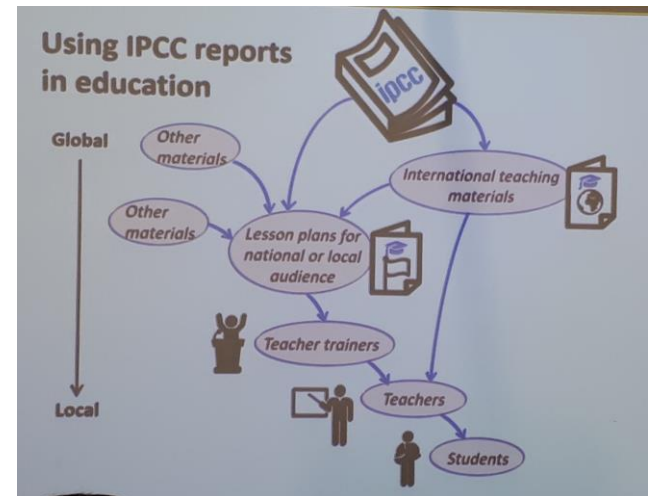 Using IPCC reports
in education
ipcc
Global
Other
materials
International teaching
materials
Other
materials
Lesson plans for
national or local
audience
Teacher trainers
Teachers
Local
Students